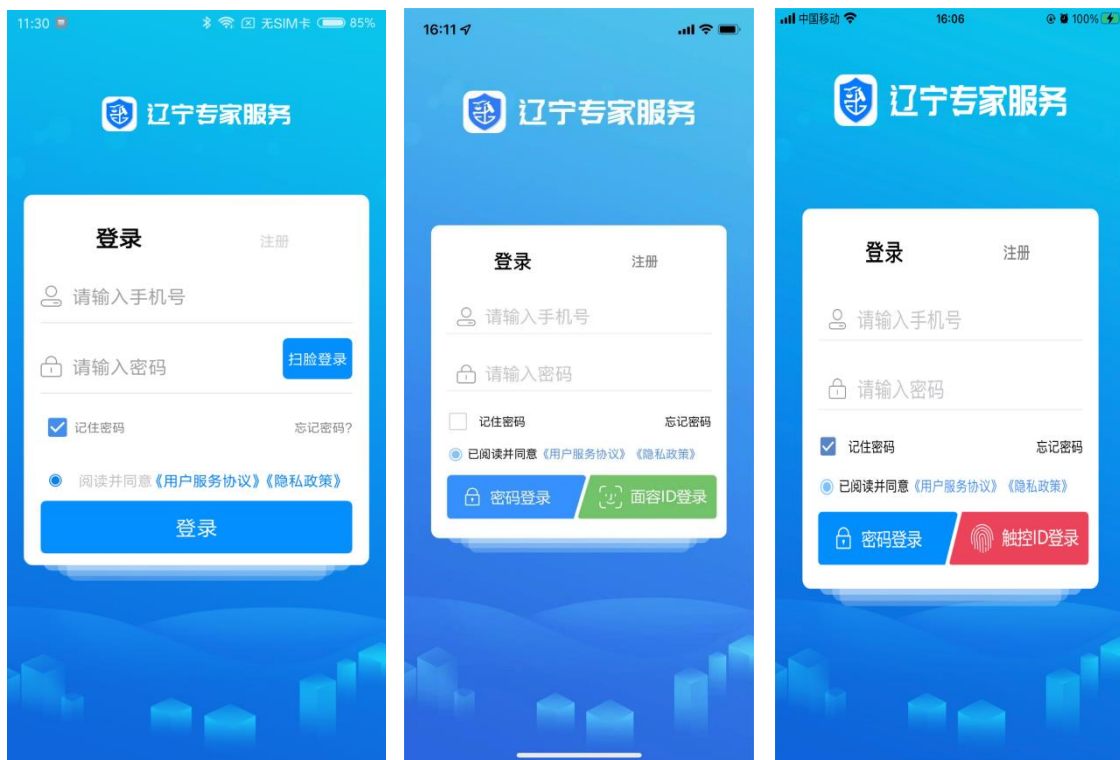 11:30 无SIM卡 85%
辽宁专家服务
登录 注册
请输入手机号
请输入密码 扫脸登录
记住密码 忘记密码?
阅读并同意《用户服务协议》《隐私政策》
登录
16:11
辽宁专家服务
登录 注册
请输入手机号
请输入密码
记住密码 忘记密码
已阅读并同意《用户服务协议》《隐私政策》
密码登录 面容ID登录
中国移动 16:06 100%
辽宁专家服务
登录 注册
请输入手机号
请输入密码
记住密码 忘记密码
已阅读并同意《用户服务协议》《隐私政策》
密码登录 触控ID登录